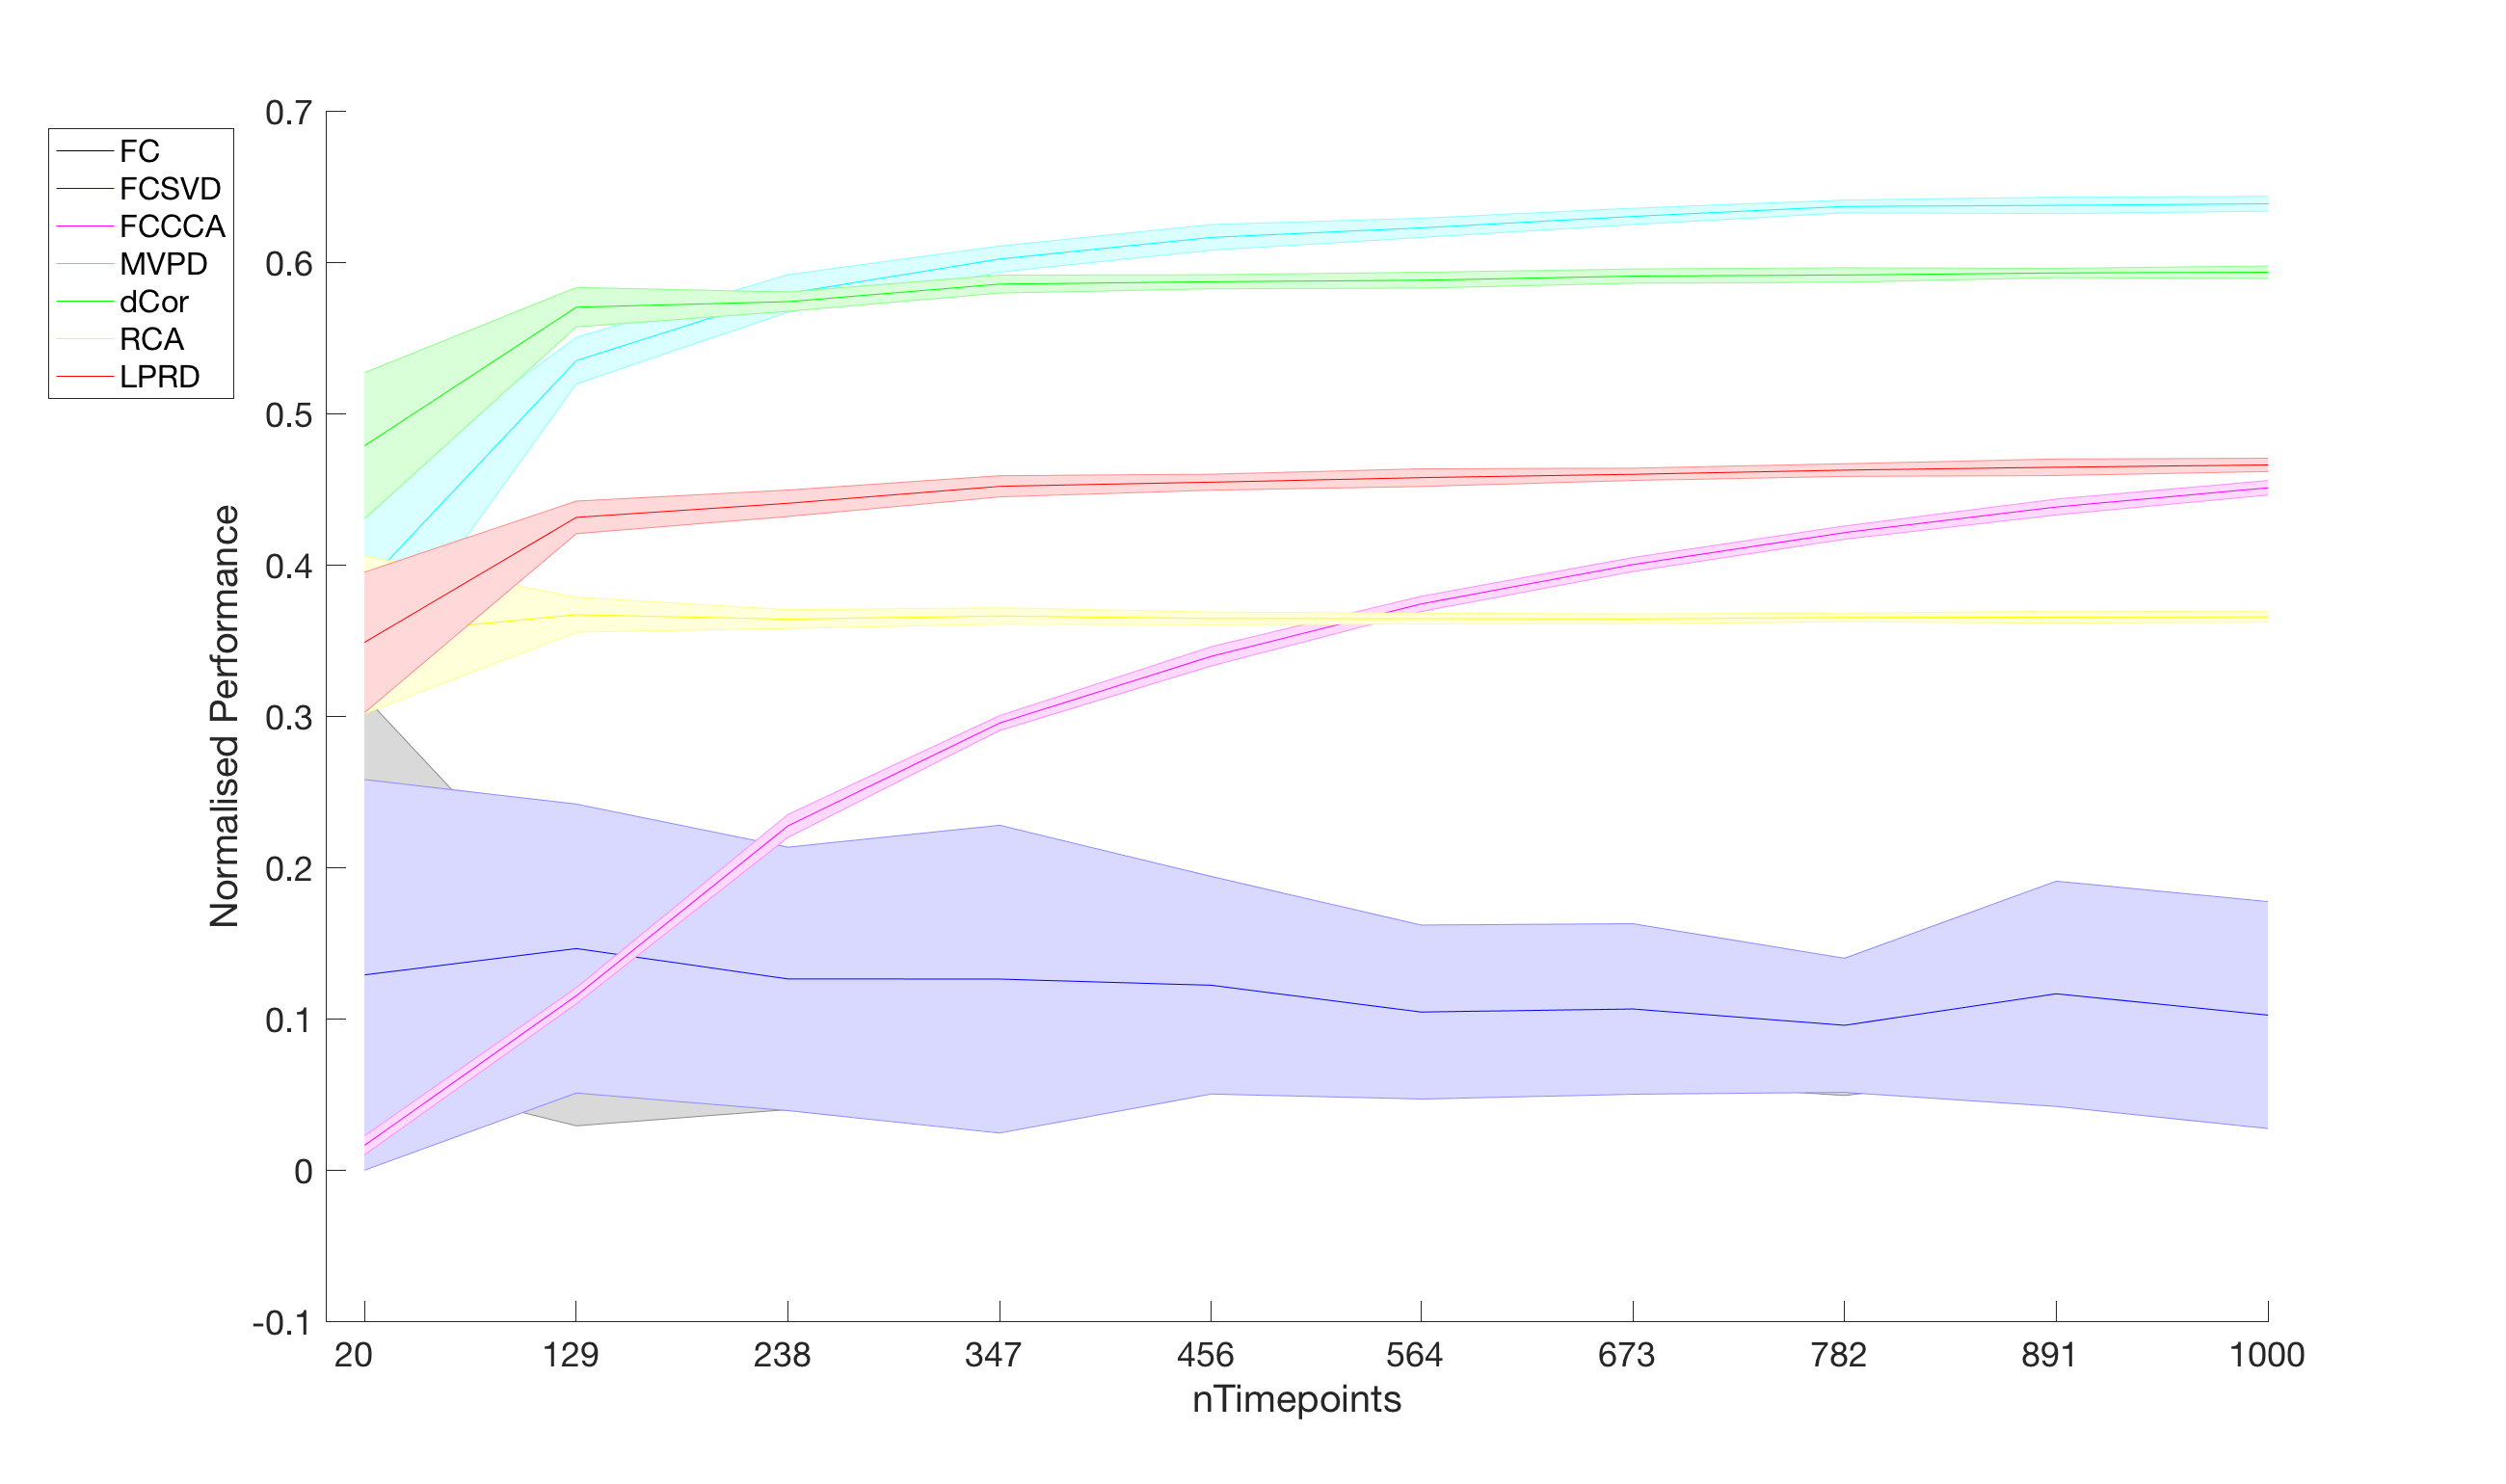 FC
FCSVD
FCCCA
MVPD
dCor
RCA
LPRD
Normalised Performance
0.7
0.6
0.5
0.4
0.3
0.2
0.1
0
-0.1
20 129 238 347 456 564 673 782 891 1000
nTimepoints